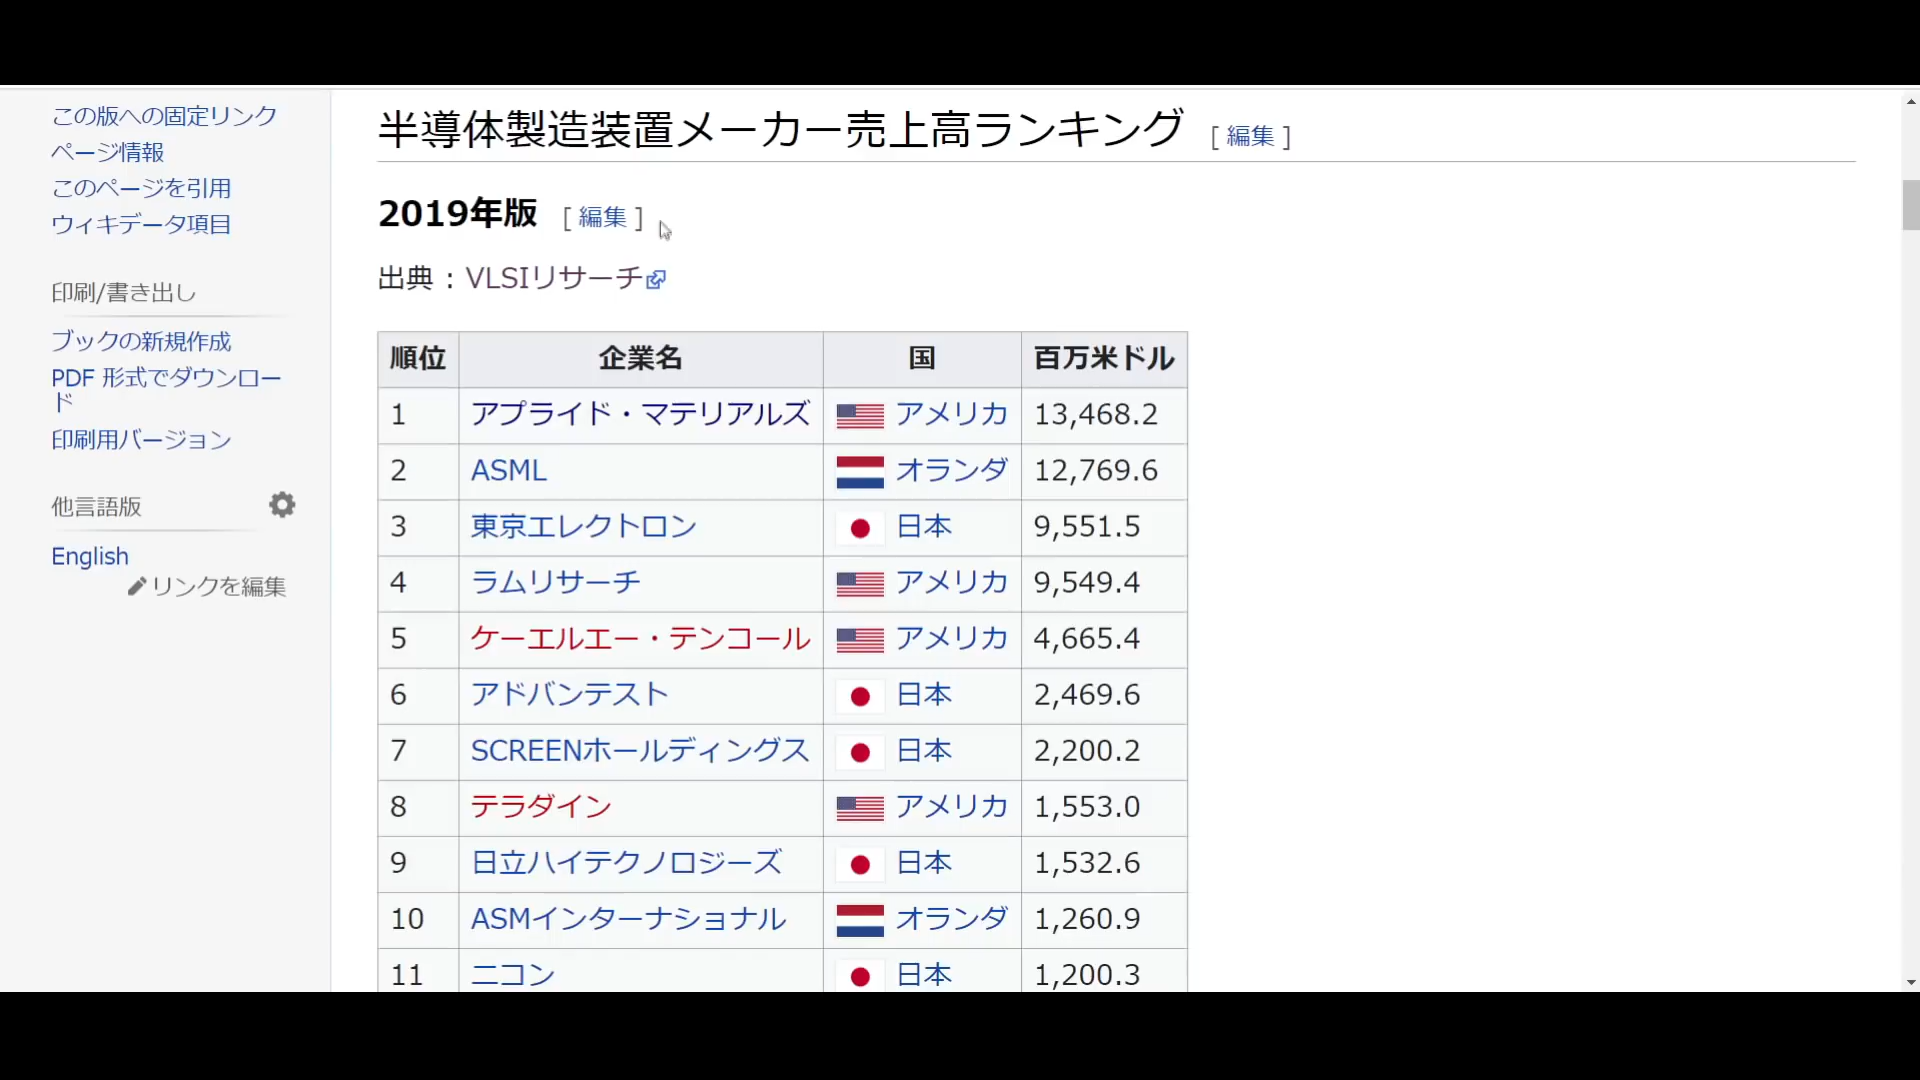 この版への固定リンク
ページ情報
このページを引用
ウィキデータ項目
印刷/書き出し
ブックの新規作成
PDF 形式でダウンロー
ド
印刷用バージョン
他言語版
English
リンクを編集
半導体製造装置メーカー売上高ランキング [ 編集 ]
2019年版 [ 編集 ]
出典 : VLSIリサーチ
順位 企業名 国 百万米ドル
1 アプライド・マテリアルズ アメリカ 13,468.2
2 ASML オランダ 12,769.6
3 東京エレクトロン 日本 9,551.5
4 ラムリサーチ アメリカ 9,549.4
5 ケーエルエー・テンコール アメリカ 4,665.4
6 アドバンテスト 日本 2,469.6
7 SCREENホールディングス 日本 2,200.2
8 テラダイン アメリカ 1,553.0
9 日立ハイテクノロジーズ 日本 1,532.6
10 ASMインターナショナル オランダ 1,260.9
11 ニコン 日本 1,200.3